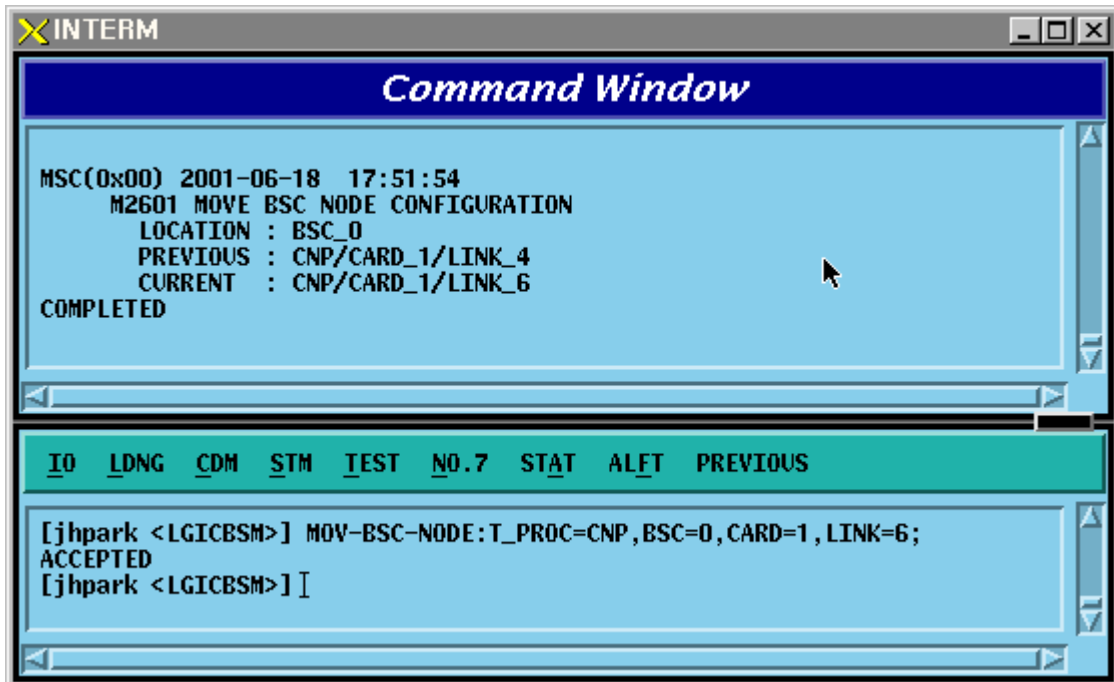 INTERM
Command Window
MSC(0x00) 2001-06-18 17:51:54
M2601 MOVE BSC NODE CONFIGURATION
LOCATION : BSC_0
PREVIOUS : CNP/CARD_1/LINK_4
CURRENT : CNP/CARD_1/LINK_6
COMPLETED
IO LDNG CDM STM TEST NO.7 STAT ALFT PREVIOUS
[jhpark <LGICBSM>] MOV-BSC-NODE:T_PROC=CNP,BSC=0,CARD=1,LINK=6;
ACCEPTED
[jhpark <LGICBSM>]